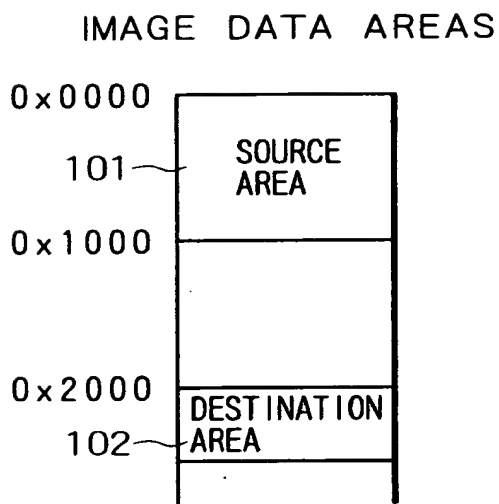 IMAGE DATA AREAS
0x0000
101
SOURCE
AREA
0x1000
0x2000
DESTINATION
AREA
102